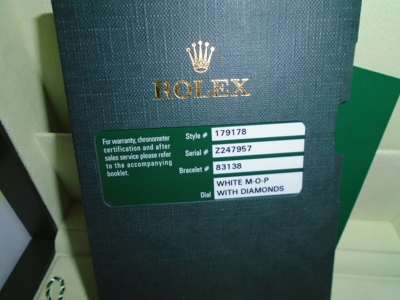 ROLEX
For warranty, chronometer
certification and after
sales service please refer
to the accompanying
booklet.
Style # 179178
Serial # Z247957
Bracelet # 83138
Dial WHITE M-O-P
WITH DIAMONDS